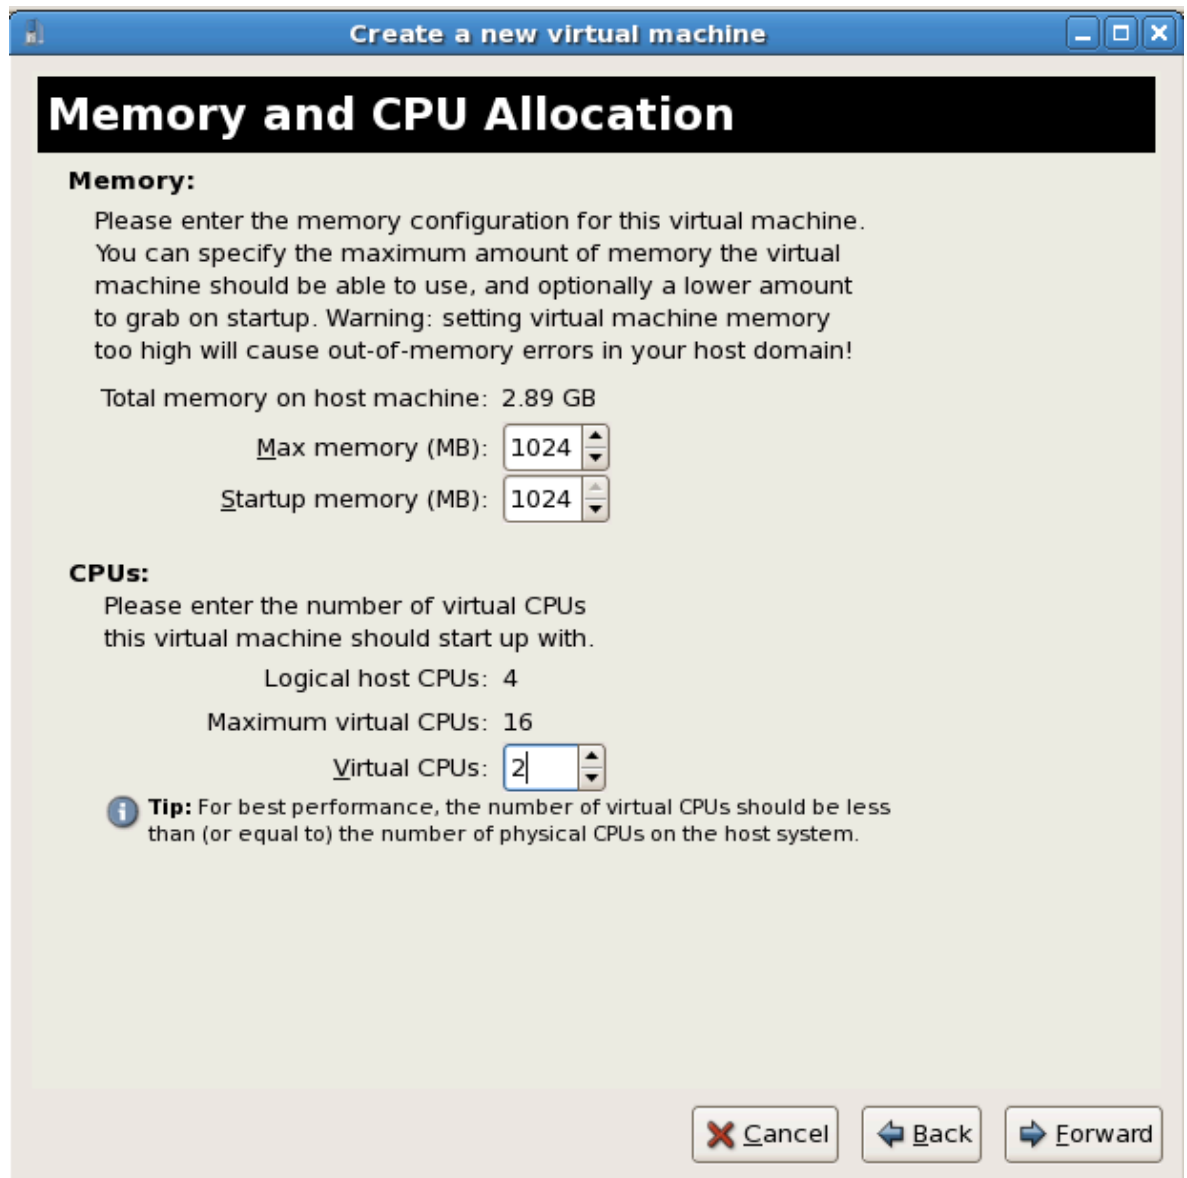 Create a new virtual machine
Memory and CPU Allocation
Memory:
Please enter the memory configuration for this virtual machine.
You can specify the maximum amount of memory the virtual
machine should be able to use, and optionally a lower amount
to grab on startup. Warning: setting virtual machine memory
too high will cause out-of-memory errors in your host domain!
Total memory on host machine: 2.89 GB
Max memory (MB): 1024
Startup memory (MB): 1024
CPUs:
Please enter the number of virtual CPUs
this virtual machine should start up with.
Logical host CPUs: 4
Maximum virtual CPUs: 16
Virtual CPUs: 2
Tip: For best performance, the number of virtual CPUs should be less
than (or equal to) the number of physical CPUs on the host system.
Cancel Back Forward